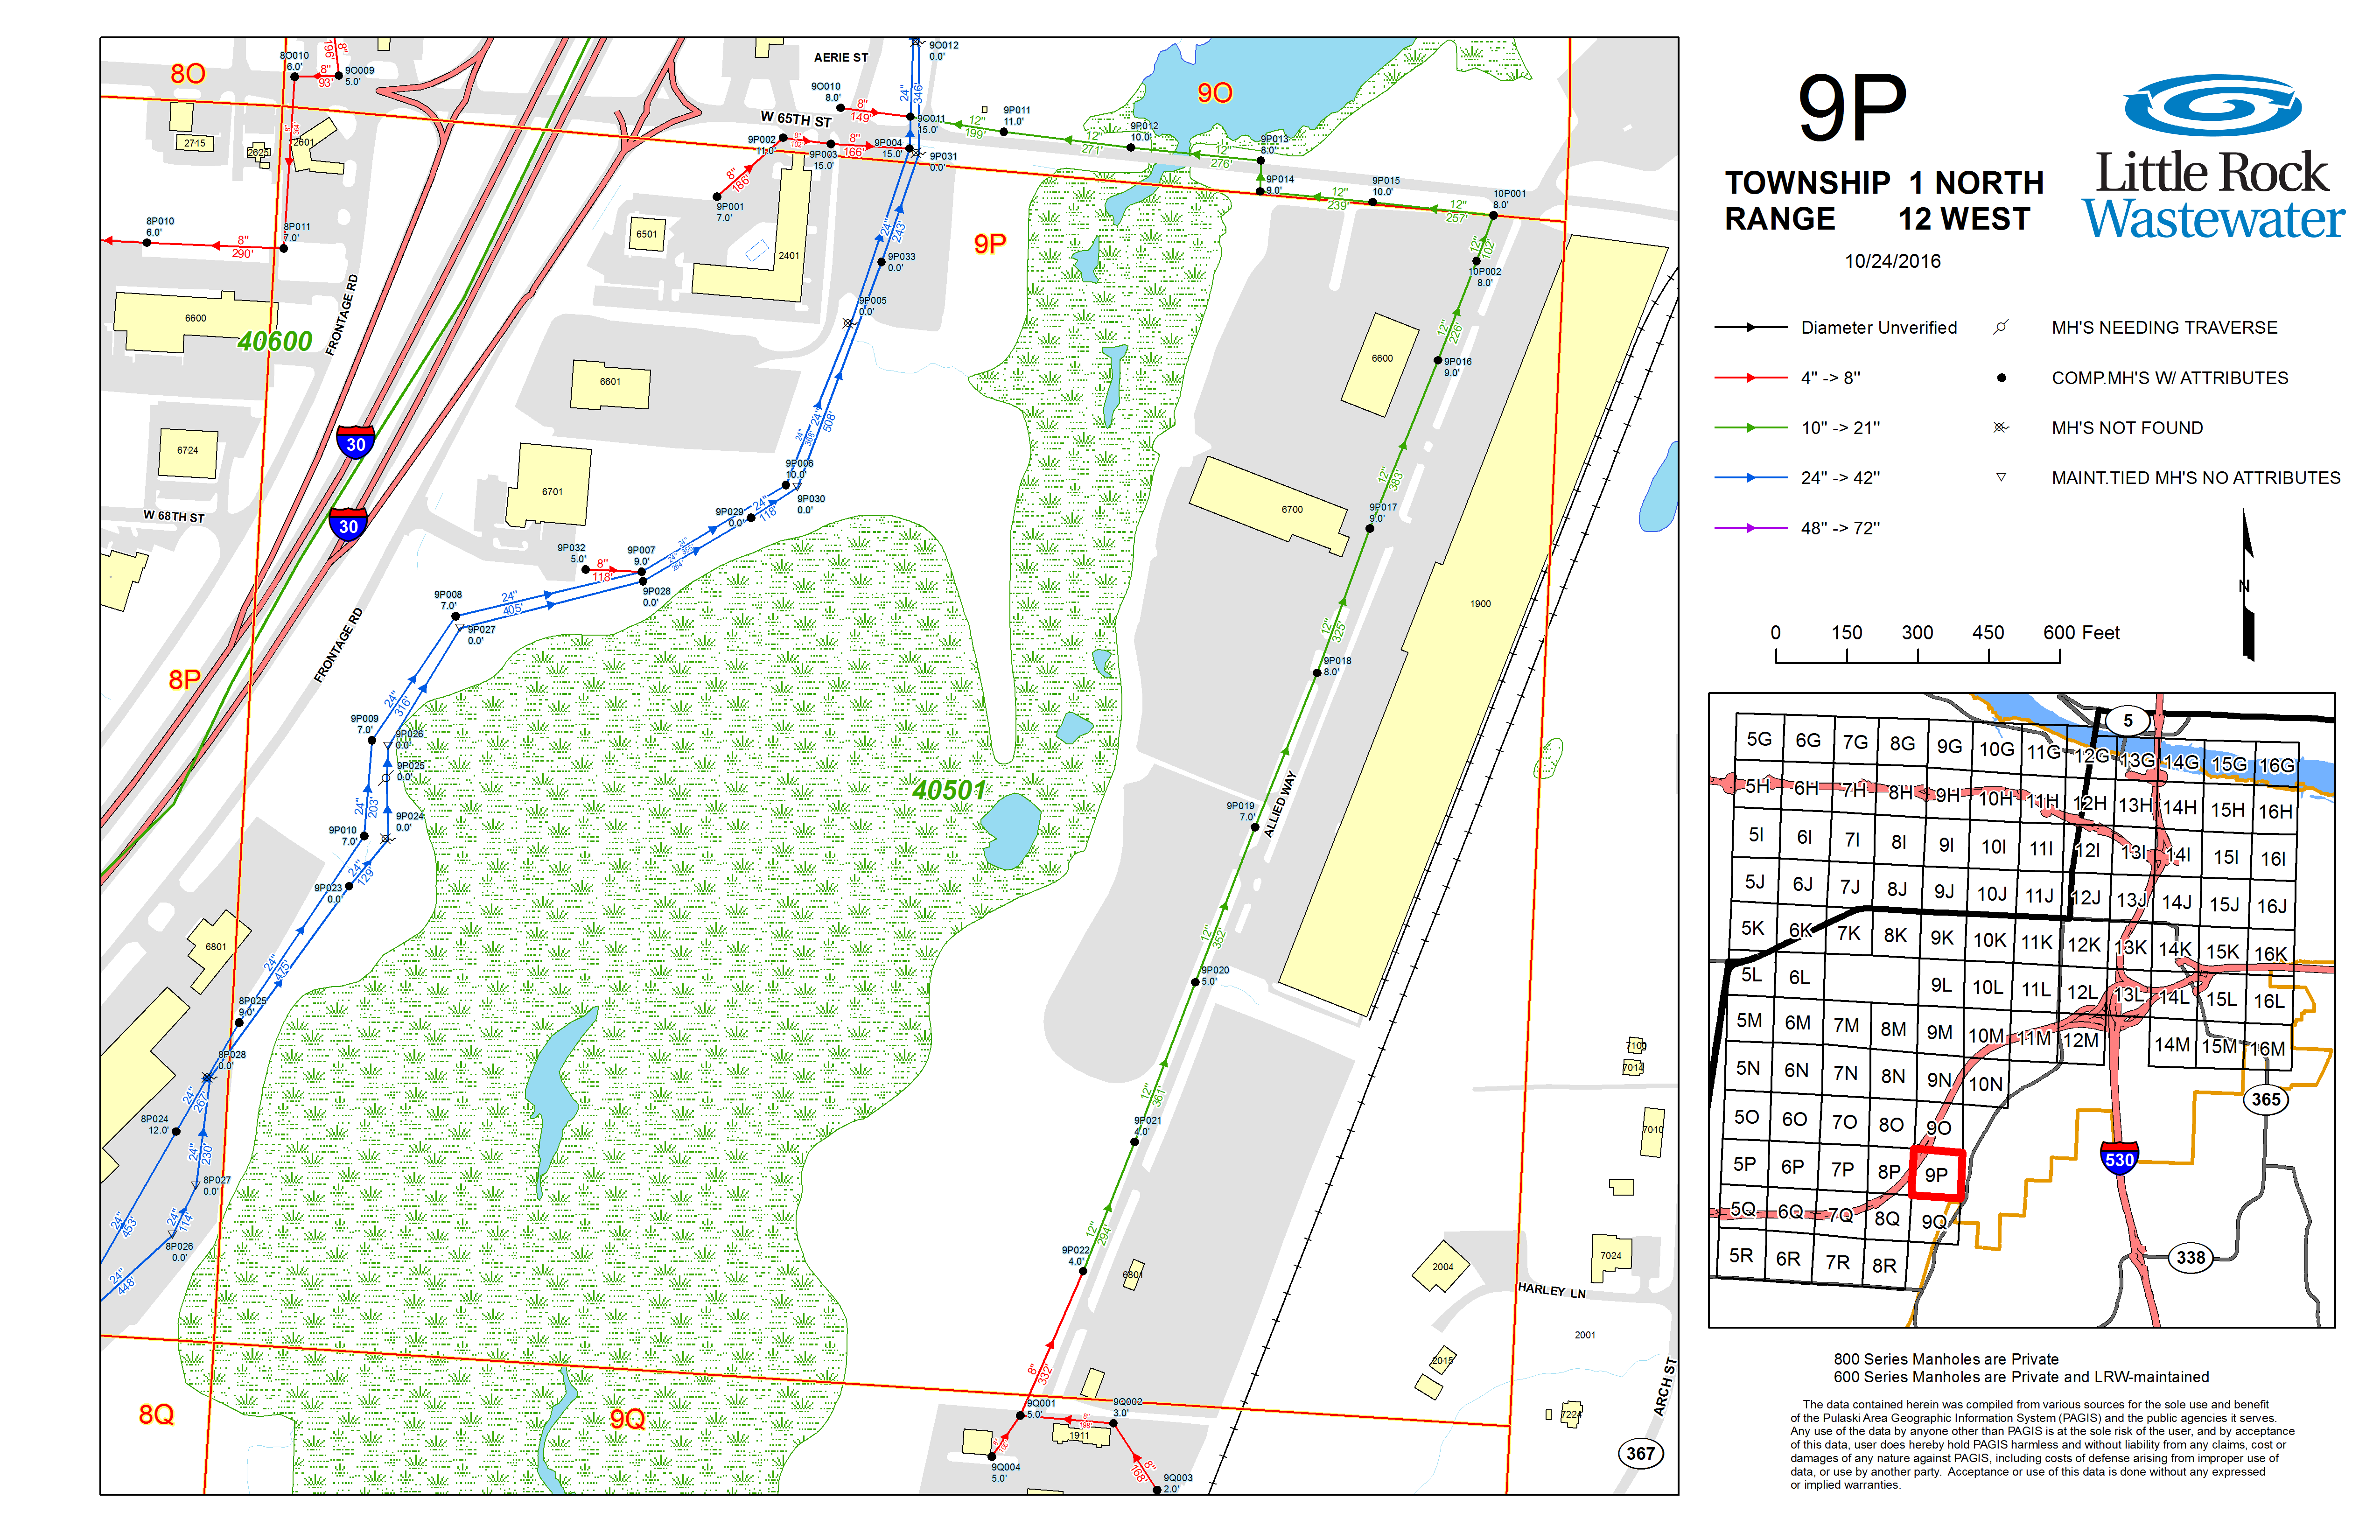 8O
8O010
6.0'
8"
93'
196'
8"
9O009
5.0'
AERIE ST
9O012
0.0'
9O010
8.0'
8"
149'
24"
346'
9O011
15.0'
W 65TH ST
9P002
11.0'
8"
102'
9P003
15.0'
8"
166'
9P004
15.0'
9P031
0.0'
12"
199'
9P011
11.0'
12"
271'
9P012
10.0'
9O
12"
276'
9P013
8.0'
9P014
9.0'
12"
239'
9P015
10.0'
12"
257'
10P001
8.0'
12"
102'
10P002
8.0'
2715
2625
2601
8P010
6.0'
8"
290'
8P011
7.0'
8"
186'
9P001
7.0'
6501
2401
9P
24"
243'
9P033
0.0'
9P005
0.0'
6600
40600
FRONTAGE RD
30
30
6601
6724
6701
W 68TH ST
24"
24"
508'
9P006
10.0'
9P030
0.0'
9P029
0.0'
24"
118'
9P032
5.0'
8"
118'
9P007
9.0'
9P028
0.0'
24"
405'
9P008
7.0'
9P027
0.0'
FRONTAGE RD
8P
24"
316'
9P009
7.0'
9P026
0.0'
9P025
0.0'
24"
203'
9P024
0.0'
9P010
7.0'
24"
129'
9P023
0.0'
6801
24"
475'
8P025
9.0'
8P028
0.0'
24"
267'
8P024
12.0'
24"
230'
8P027
0.0'
24"
114'
8P026
0.0'
24"
453'
24"
448'
8Q
9Q
40501
6600
12"
226'
9P016
9.0'
12"
383'
6700
9P017
9.0'
12"
325'
1900
9P018
8.0'
ALLIED WAY
9P019
7.0'
12"
352'
9P020
5.0'
12"
361'
9P021
4.0'
12"
294'
9P022
4.0'
6801
8"
332'
9Q001
5.0'
8"
198'
9Q002
3.0'
1911
8"
106'
9Q004
5.0'
8"
168'
9Q003
2.0'
7014
7010
2004
7024
HARLEY LN
2001
2015
7224
ARCH ST
367
9P
TOWNSHIP 1 NORTH
RANGE 12 WEST
10/24/2016
Little Rock
Wastewater
Diameter Unverified
4" -> 8"
10" -> 21"
24" -> 42"
48" -> 72"
MH'S NEEDING TRAVERSE
COMP.MH'S W/ ATTRIBUTES
MH'S NOT FOUND
MAINT.TIED MH'S NO ATTRIBUTES
N
0 150 300 450 600 Feet
5
5G 6G 7G 8G 9G 10G 11G 12G 13G 14G 15G 16G
5H 6H 7H 8H 9H 10H 11H 12H 13H 14H 15H 16H
5I 6I 7I 8I 9I 10I 11I 12I 13I 14I 15I 16I
5J 6J 7J 8J 9J 10J 11J 12J 13J 14J 15J 16J
5K 6K 7K 8K 9K 10K 11K 12K 13K 14K 15K 16K
5L 6L 9L 10L 11L 12L 13L 14L 15L 16L
5M 6M 7M 8M 9M 10M 11M 12M 14M 15M 16M
5N 6N 7N 8N 9N 10N
365
5O 6O 7O 8O 9O
530
5P 6P 7P 8P 9P
5Q 6Q 7Q 8Q 9Q
338
5R 6R 7R 8R
800 Series Manholes are Private
600 Series Manholes are Private and LRW-maintained
The data contained herein was compiled from various sources for the sole use and benefit
of the Pulaski Area Geographic Information System (PAGIS) and the public agencies it serves.
Any use of the data by anyone other than PAGIS is at the sole risk of the user, and by acceptance
of this data, user does hereby hold PAGIS harmless and without liability from any claims, cost or
damages of any nature against PAGIS, including costs of defense arising from improper use of
data, or use by another party. Acceptance or use of this data is done without any expressed
or implied warranties.